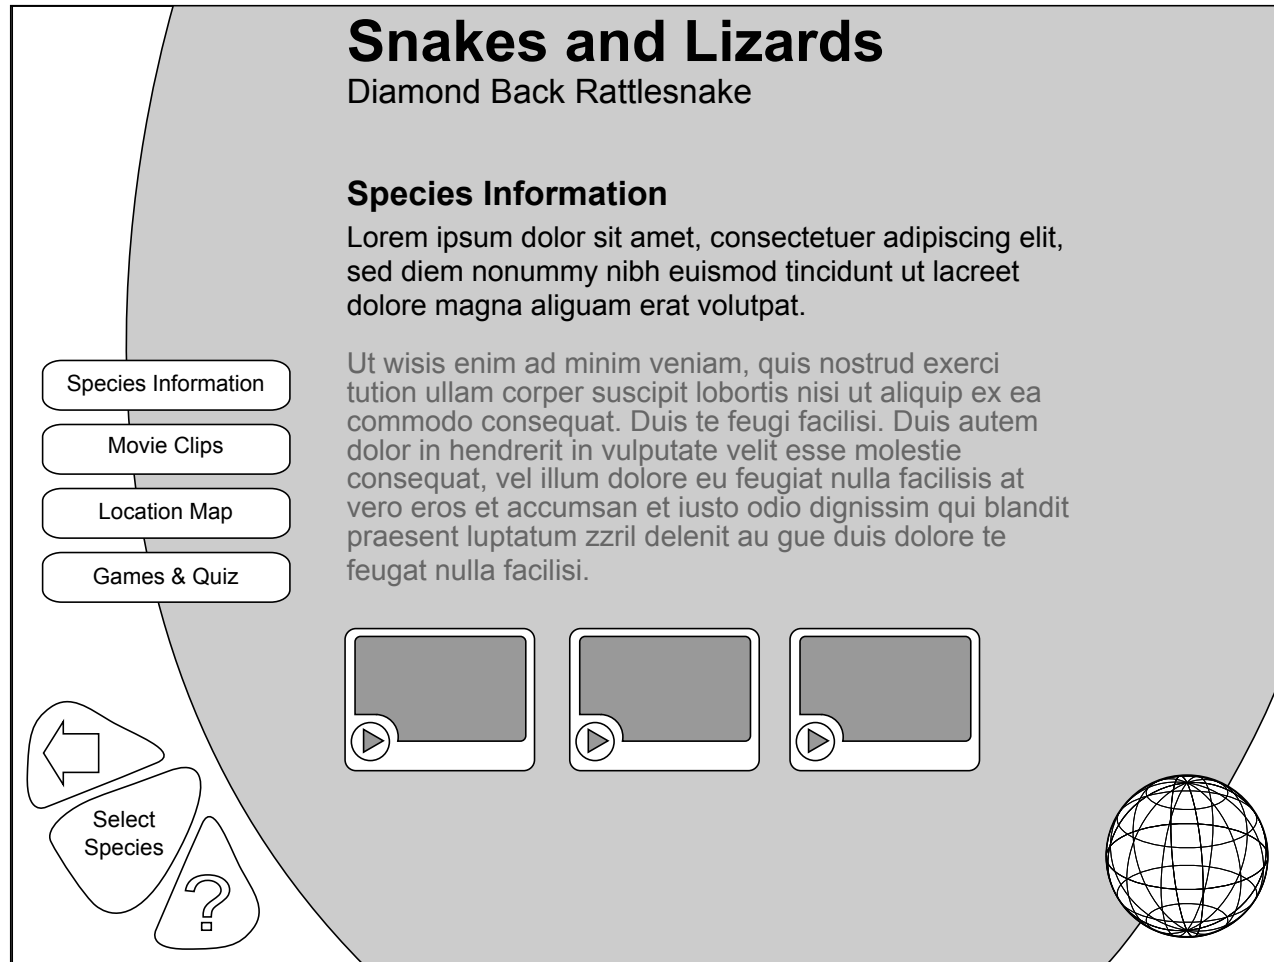 Snakes and Lizards
Diamond Back Rattlesnake
Species Information
Lorem ipsum dolor sit amet, consectetuer adipiscing elit,
sed diem nonummy nibh euismod tincidunt ut lacreet
dolore magna aliguam erat volutpat.
Ut wisis enim ad minim veniam, quis nostrud exerci
tution ullam corper suscipit lobortis nisi ut aliquip ex ea
commodo consequat. Duis te feugi facilisi. Duis autem
dolor in hendrerit in vulputate velit esse molestie
consequat, vel illum dolore eu feugiat nulla facilisis at
vero eros et accumsan et iusto odio dignissim qui blandit
praesent luptatum zzril delenit au gue duis dolore te
feugat nulla facilisi.
Species Information
Movie Clips
Location Map
Games & Quiz
Select
Species
?